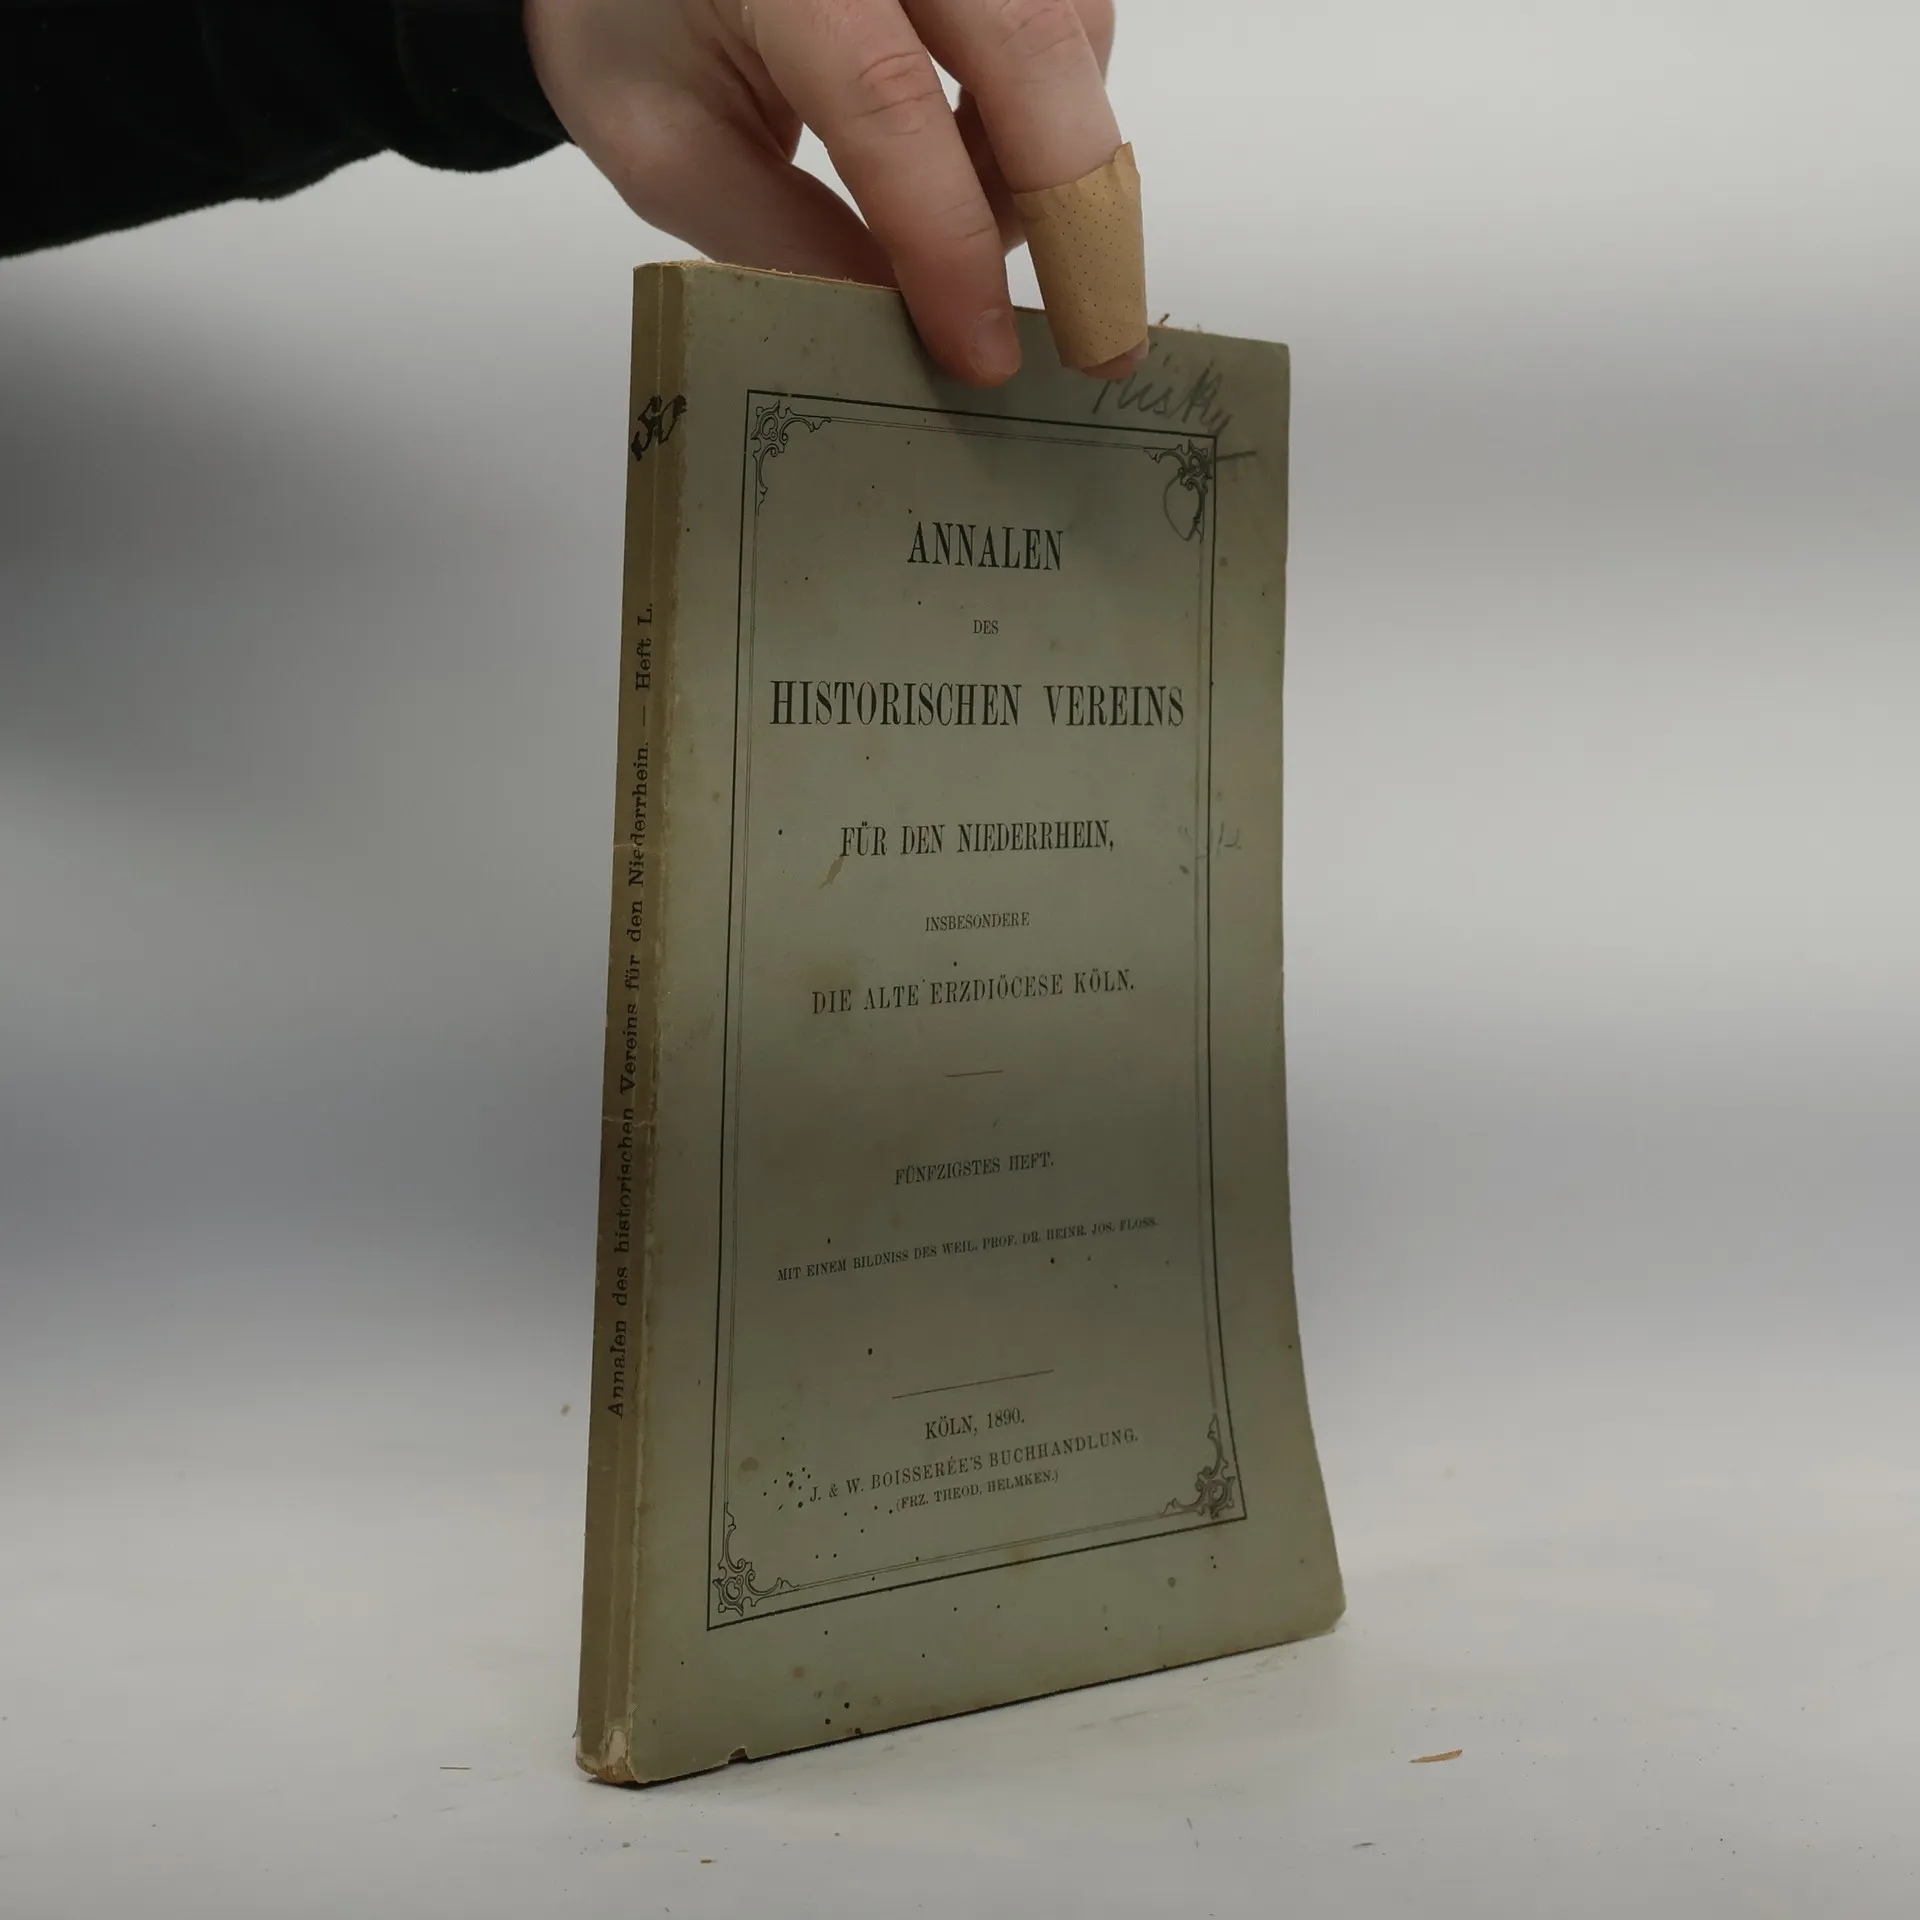 50
Annalen des historischen Vereins für den Niederrhein. — Heft L.
ANNALEN
DES
HISTORISCHEN VEREINS
FÜR DEN NIEDERRHEIN,
INSBESONDERE
DIE ALTE ERZDIÖCESE KÖLN.
FÜNFZIGSTES HEFT.
MIT EINEM BILDNISS DES WEIL. PROF. DR. HEINR. JOS. FLOSS.
KÖLN, 1890.
J. & W. BOISSERÉE'S BUCHHANDLUNG.
(FRZ. THEOD. HELMKEN.)